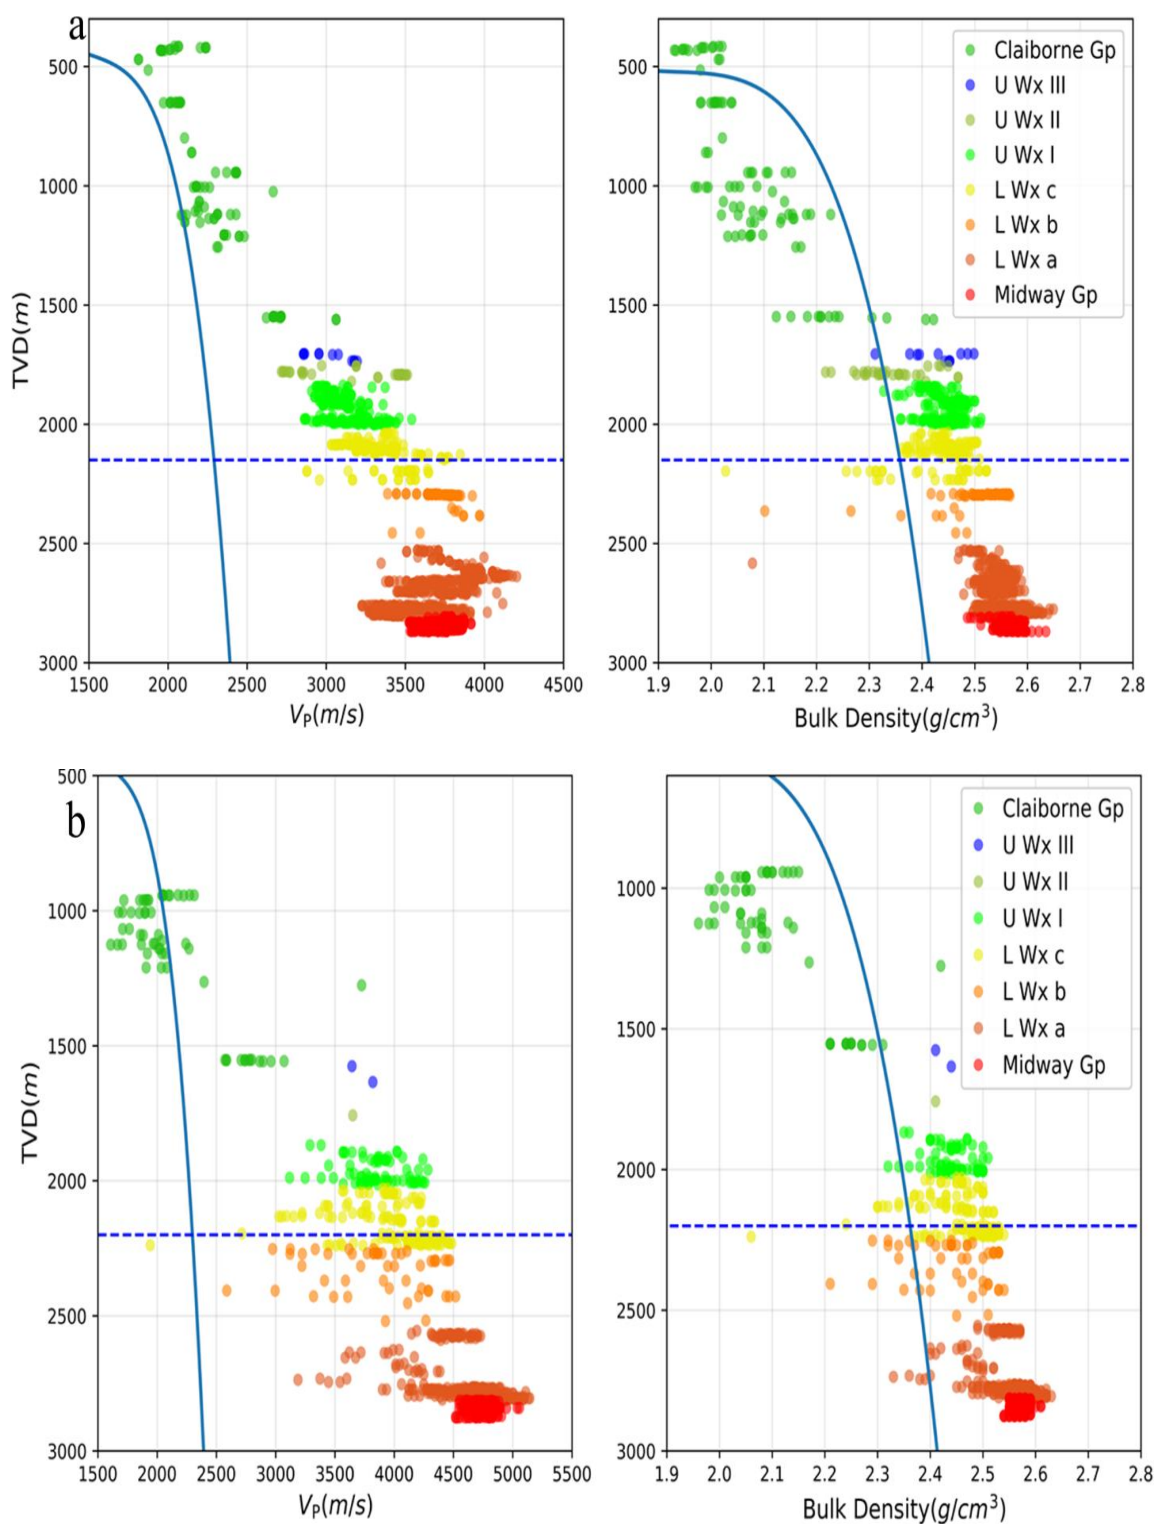 a
500
1000
1500
2000
2500
3000
TVD(m)
1500 2000 2500 3000 3500 4000 4500
VP(m/s)
500
1000
1500
2000
2500
3000
1.9 2.0 2.1 2.2 2.3 2.4 2.5 2.6 2.7 2.8
Bulk Density(g/cm³)
Claiborne Gp
U Wx III
U Wx II
U Wx I
L Wx c
L Wx b
L Wx a
Midway Gp
b
500
1000
1500
2000
2500
3000
TVD(m)
1500 2000 2500 3000 3500 4000 4500 5000 5500
VP(m/s)
1000
1500
2000
2500
3000
1.9 2.0 2.1 2.2 2.3 2.4 2.5 2.6 2.7 2.8
Bulk Density(g/cm³)
Claiborne Gp
U Wx III
U Wx II
U Wx I
L Wx c
L Wx b
L Wx a
Midway Gp